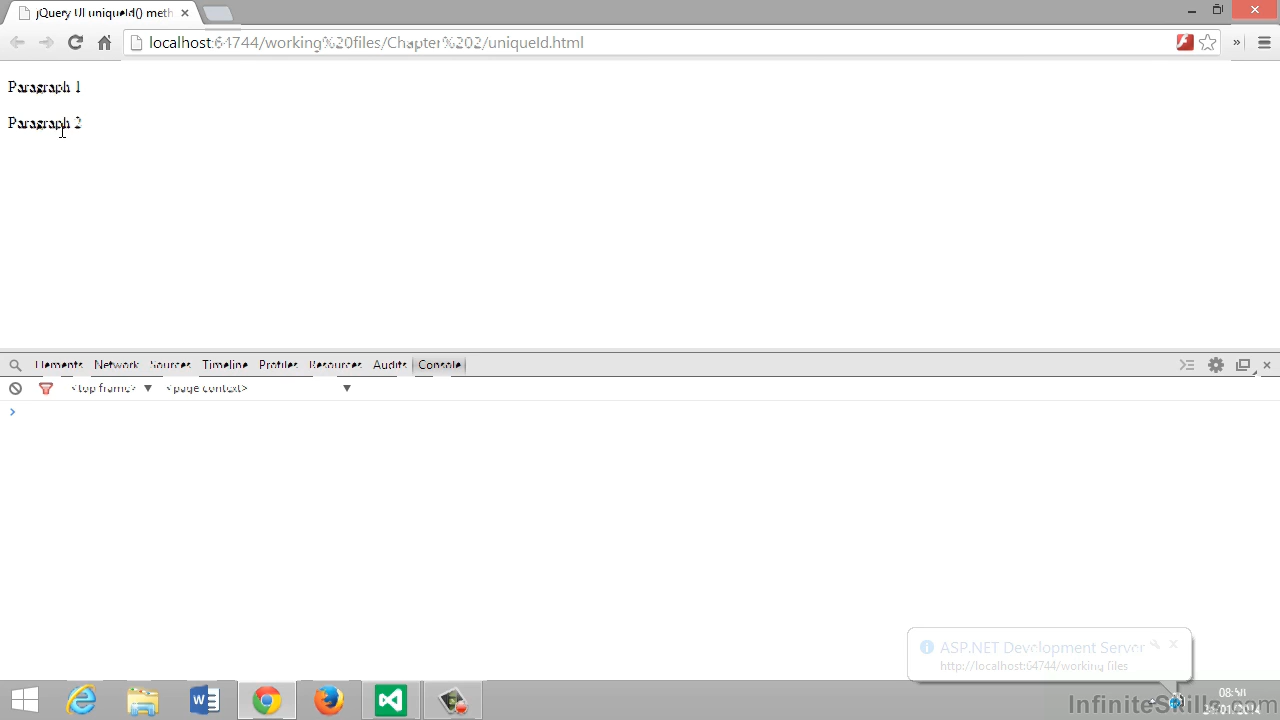 jQuery UI uniqueId() meth
localhost:64744/working%20files/Chapter%202/uniqueId.html
Paragraph 1
Paragraph 2
Elements Network Sources Timeline Profiles Resources Audits Console
<top frame> <page context>
ASP.NET Development Server
http://localhost:64744/working files
InfiniteSkills.com